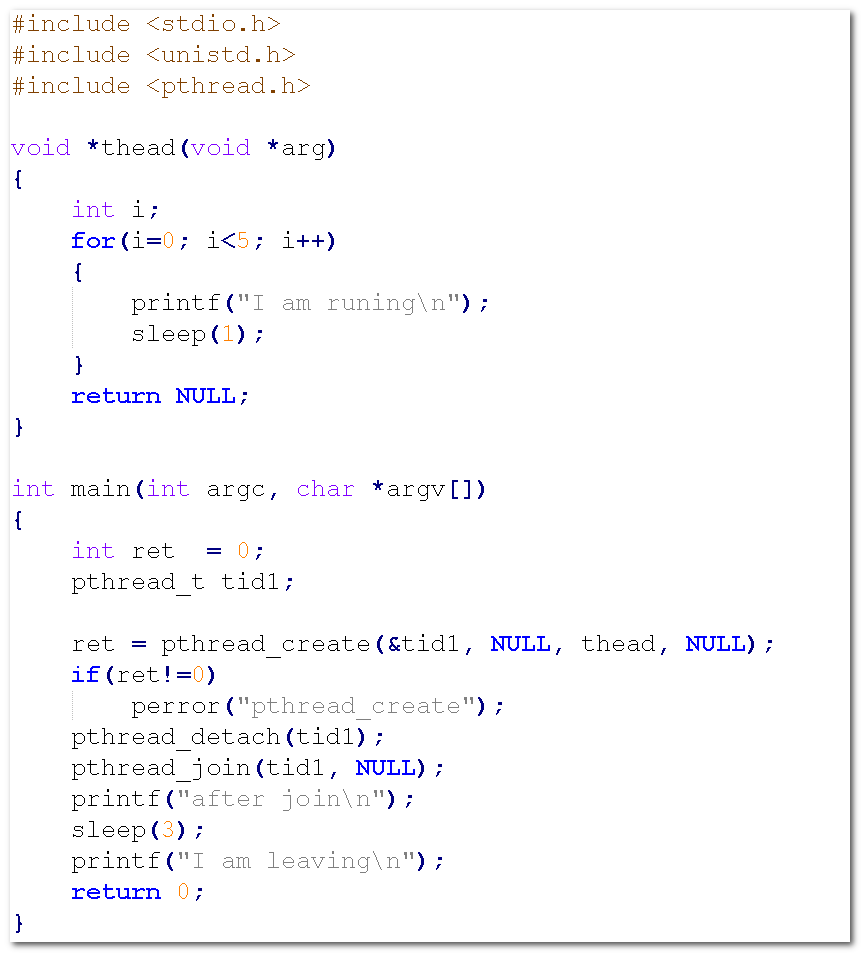 #include <stdio.h>
#include <unistd.h>
#include <pthread.h>

void *thead(void *arg)
{
    int i;
    for(i=0; i<5; i++)
    {
        printf("I am runing\n");
        sleep(1);
    }
    return NULL;
}

int main(int argc, char *argv[])
{
    int ret  = 0;
    pthread_t tid1;

    ret = pthread_create(&tid1, NULL, thead, NULL);
    if(ret!=0)
        perror("pthread_create");
    pthread_detach(tid1);
    pthread_join(tid1, NULL);
    printf("after join\n");
    sleep(3);
    printf("I am leaving\n");
    return 0;
}